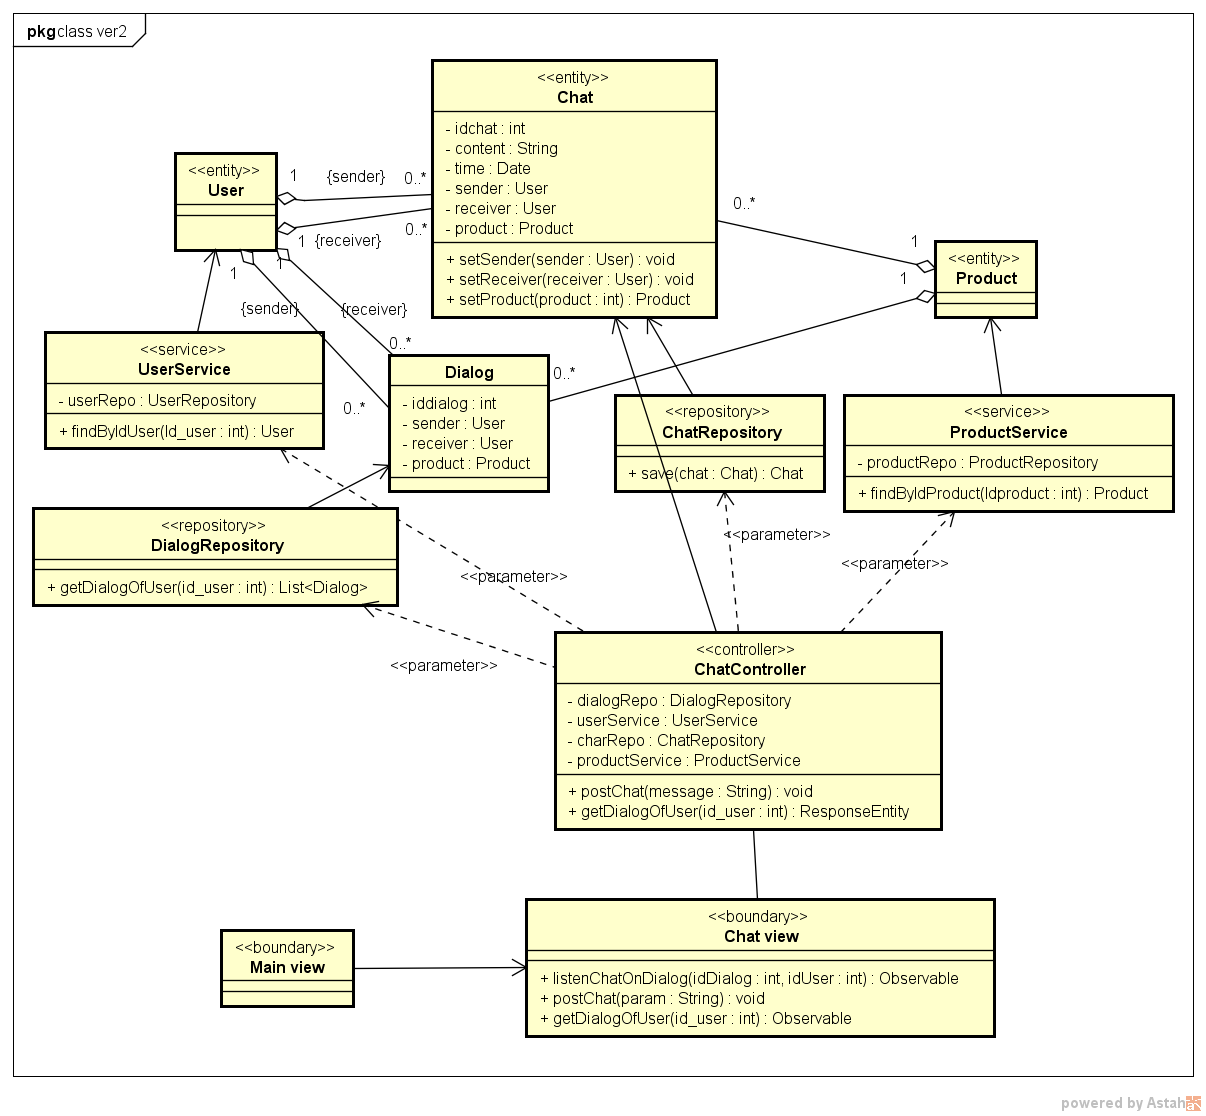 pkg class ver2
<<entity>>
Chat
- idchat : int
- content : String
- time : Date
- sender : User
- receiver : User
- product : Product
+ setSender(sender : User) : void
+ setReceiver(receiver : User) : void
+ setProduct(product : int) : Product
<<entity>>
User
1
{sender}
0..*
1
{receiver}
0..*
0..*
1
<<entity>>
Product
1
0..*
1
{sender}
0..*
1
{receiver}
0..*
<<service>>
UserService
- userRepo : UserRepository
+ findByIdUser(Id_user : int) : User
Dialog
- iddialog : int
- sender : User
- receiver : User
- product : Product
<<repository>>
ChatRepository
+ save(chat : Chat) : Chat
<<service>>
ProductService
- productRepo : ProductRepository
+ findByIdProduct(Idproduct : int) : Product
<<repository>>
DialogRepository
+ getDialogOfUser(id_user : int) : List<Dialog>
<<parameter>>
<<parameter>>
<<parameter>>
<<parameter>>
<<controller>>
ChatController
- dialogRepo : DialogRepository
- userService : UserService
- charRepo : ChatRepository
- productService : ProductService
+ postChat(message : String) : void
+ getDialogOfUser(id_user : int) : ResponseEntity
<<boundary>>
Main view
<<boundary>>
Chat view
+ listenChatOnDialog(idDialog : int, idUser : int) : Observable
+ postChat(param : String) : void
+ getDialogOfUser(id_user : int) : Observable
powered by Astah